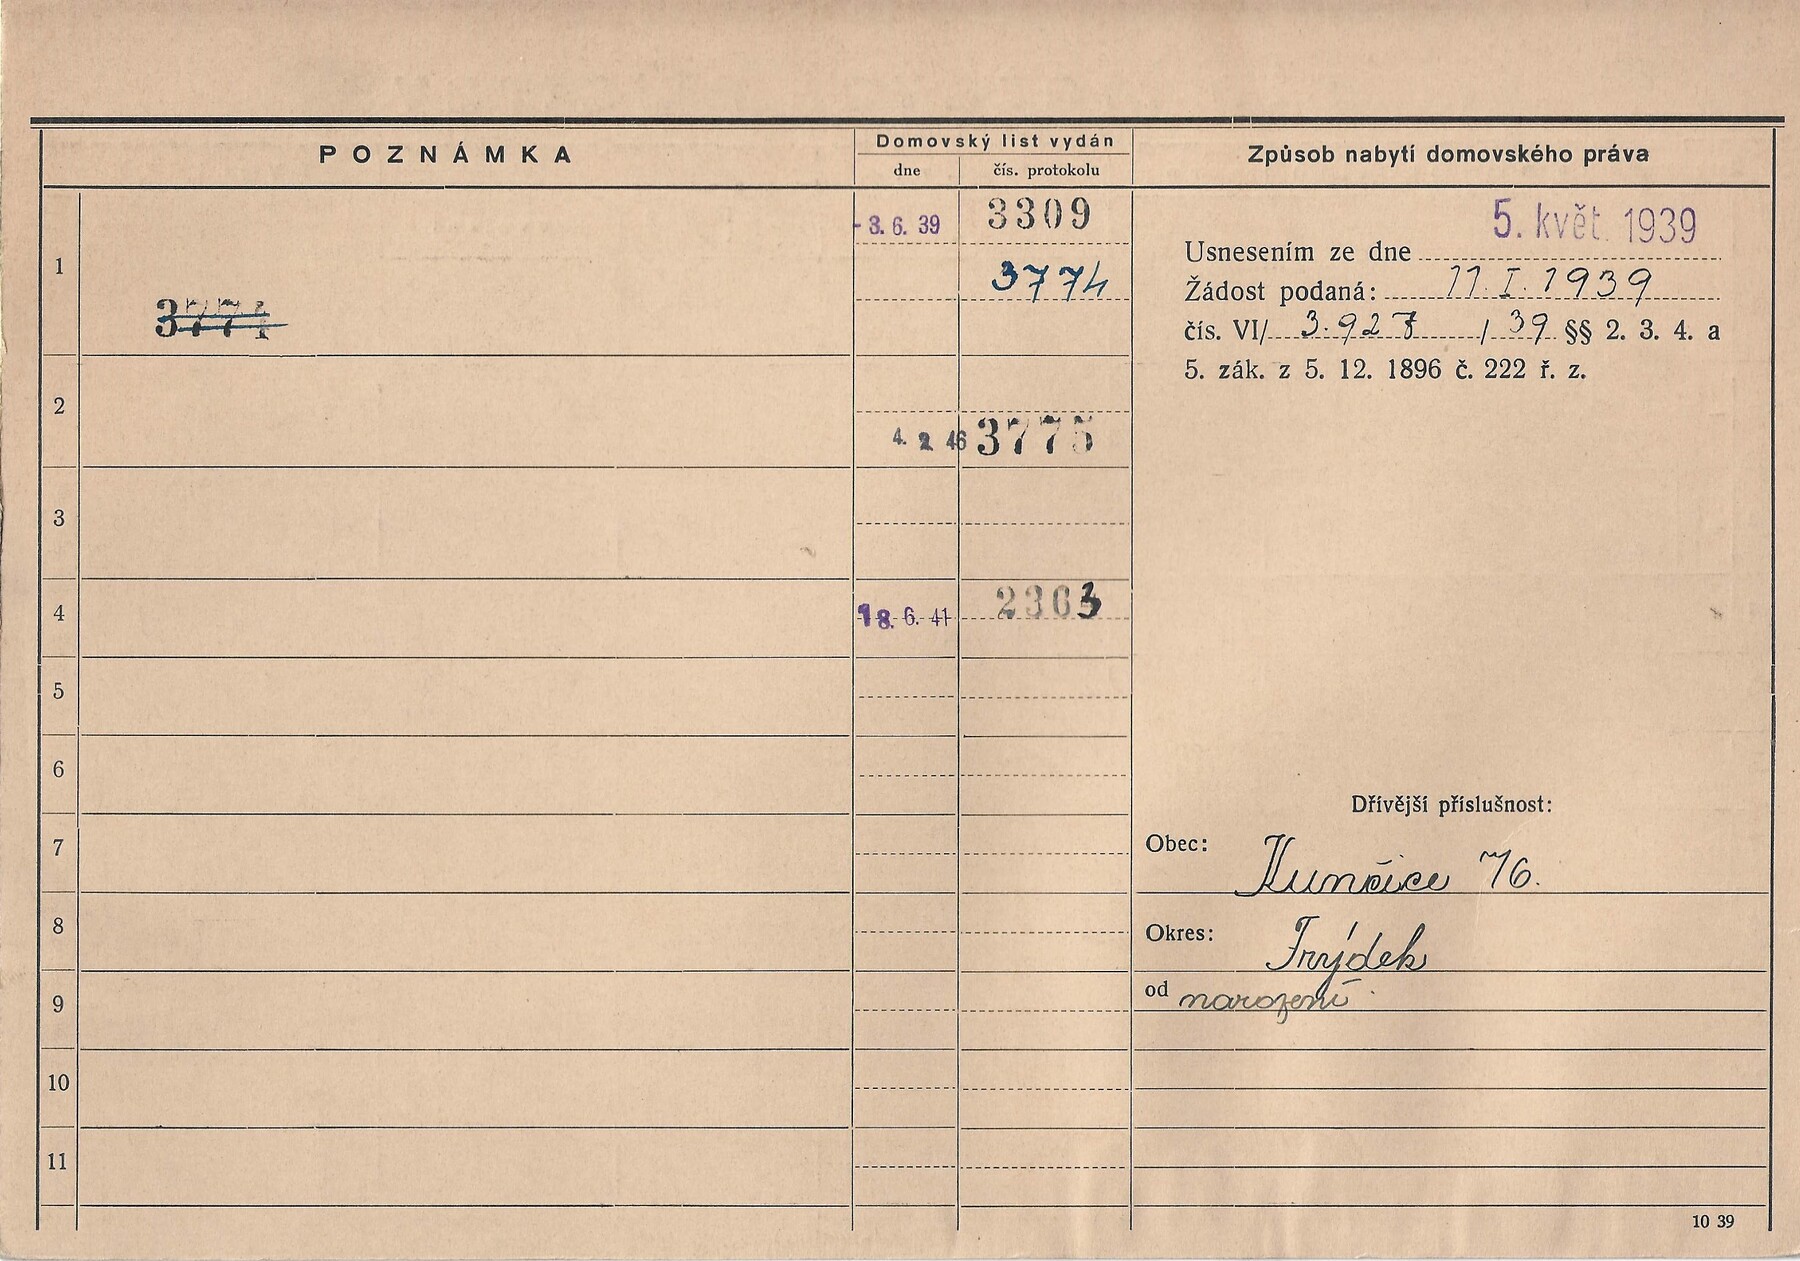 POZNÁMKA
Domovský list vydán
dne
čís. protokolu
Způsob nabytí domovského práva
1
3774
- 3. 6. 39
3309
3774
2
4. 2. 46
3775
3
4
18. 6. 41
2363
5
6
7
8
9
10
11
5. květ. 1939
Usnesením ze dne
Žádost podaná: 11. I. 1939
čís. VI/ 3.927 / 39 §§ 2. 3. 4. a
5. zák. z 5. 12. 1896 č. 222 ř. z.
Dřívější příslušnost:
Obec: Kunčice 76.
Okres: Frýdek
od narození
10 39